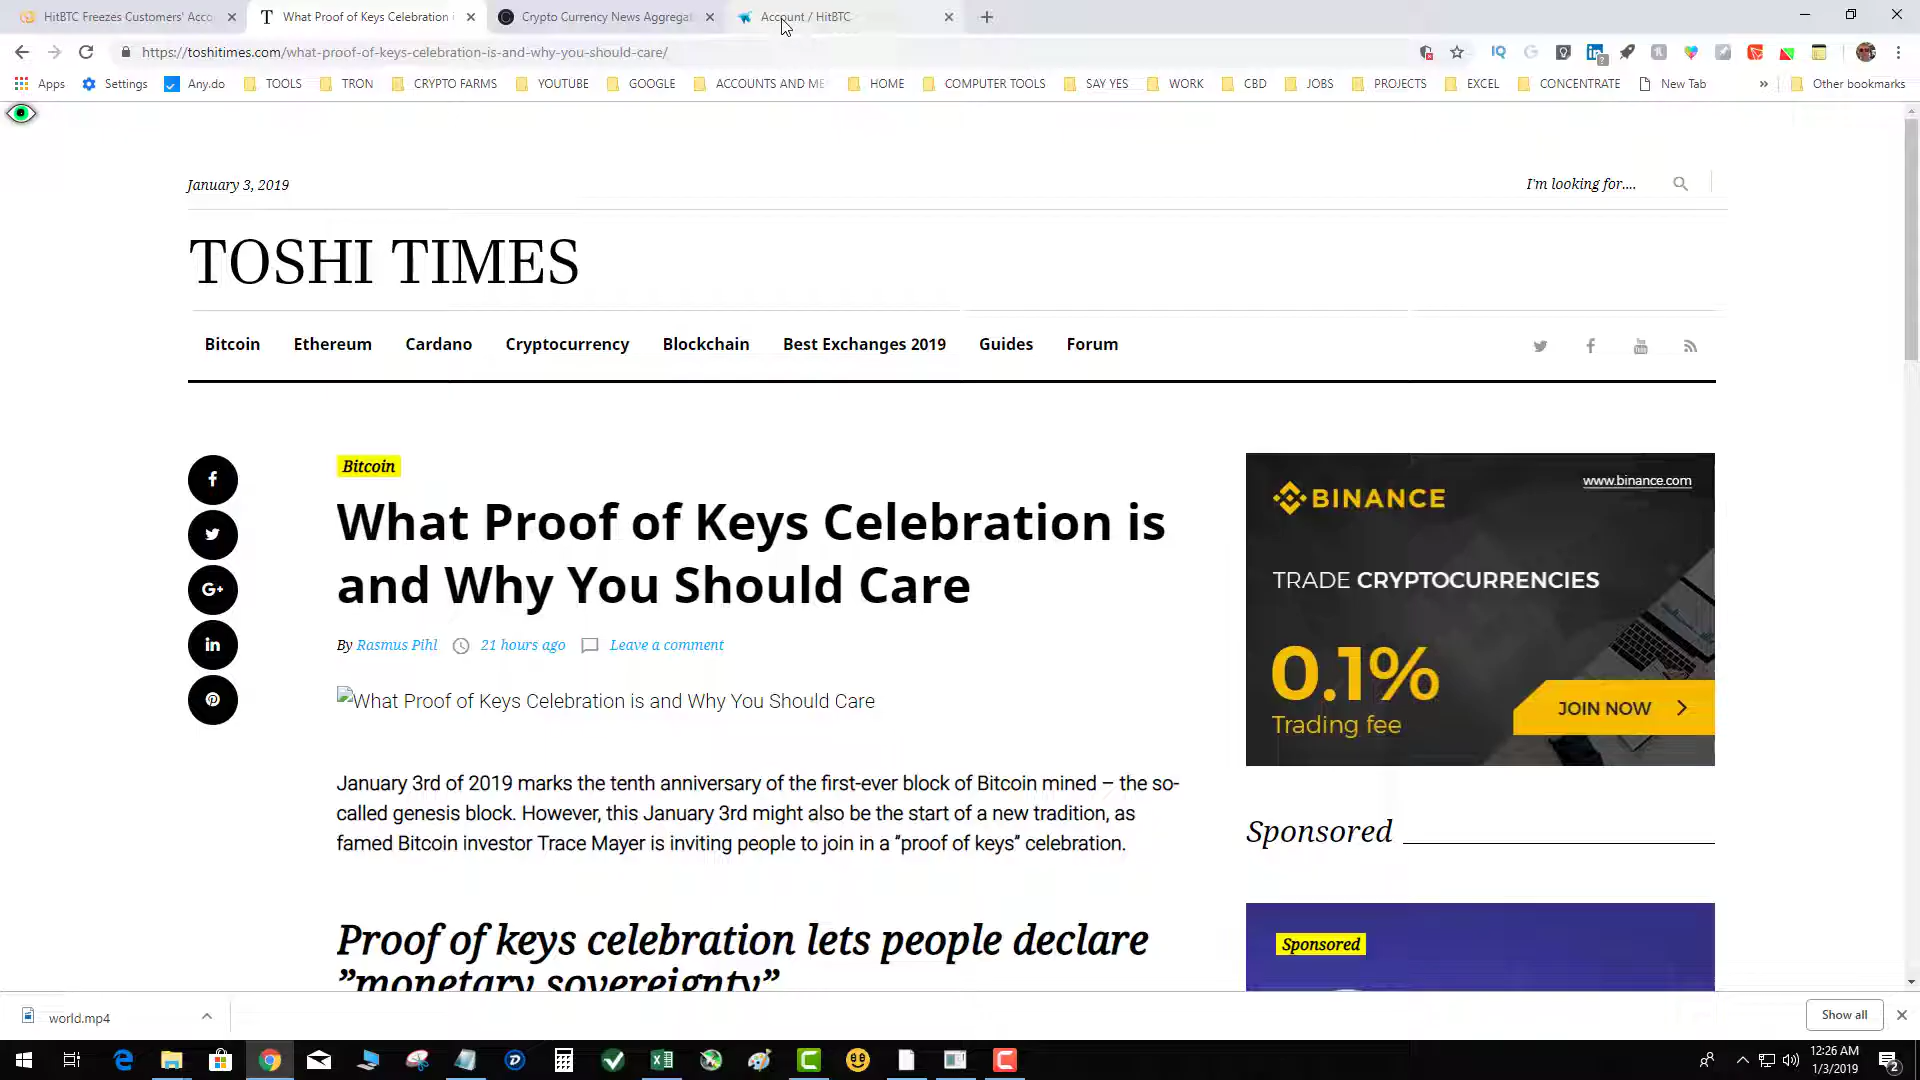 HitBTC Freezes Customers' Acco
What Proof of Keys Celebration i
Crypto Currency News Aggregat
Account / HitBTC
https://toshitimes.com/what-proof-of-keys-celebration-is-and-why-you-should-care/
Apps Settings Any.do TOOLS TRON CRYPTO FARMS YOUTUBE GOOGLE ACCOUNTS AND ME HOME COMPUTER TOOLS SAY YES WORK CBD JOBS PROJECTS EXCEL CONCENTRATE New Tab » Other bookmarks
January 3, 2019
I'm looking for....
TOSHI TIMES
Bitcoin Ethereum Cardano Cryptocurrency Blockchain Best Exchanges 2019 Guides Forum
Bitcoin
What Proof of Keys Celebration is
and Why You Should Care
By Rasmus Pihl 21 hours ago Leave a comment
What Proof of Keys Celebration is and Why You Should Care
January 3rd of 2019 marks the tenth anniversary of the first-ever block of Bitcoin mined – the so-
called genesis block. However, this January 3rd might also be the start of a new tradition, as
famed Bitcoin investor Trace Mayer is inviting people to join in a ”proof of keys” celebration.
Proof of keys celebration lets people declare
”monetary sovereignty”
www.binance.com
BINANCE
TRADE CRYPTOCURRENCIES
0.1%
Trading fee
JOIN NOW
Sponsored
Sponsored
world.mp4
Show all
12:26 AM
1/3/2019
2